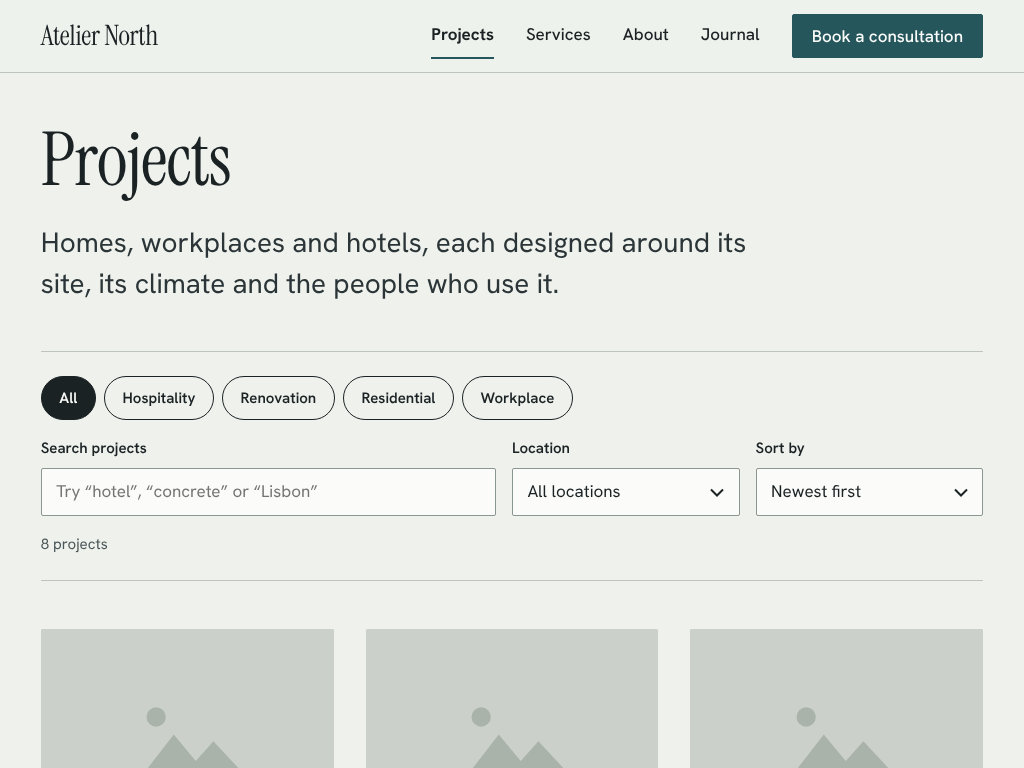 Atelier North
Projects
Services
About
Journal
Book a consultation
Projects
Homes, workplaces and hotels, each designed around its
site, its climate and the people who use it.
All
Hospitality
Renovation
Residential
Workplace
Search projects
Location
Sort by
Try “hotel”, “concrete” or “Lisbon”
All locations
Newest first
8 projects